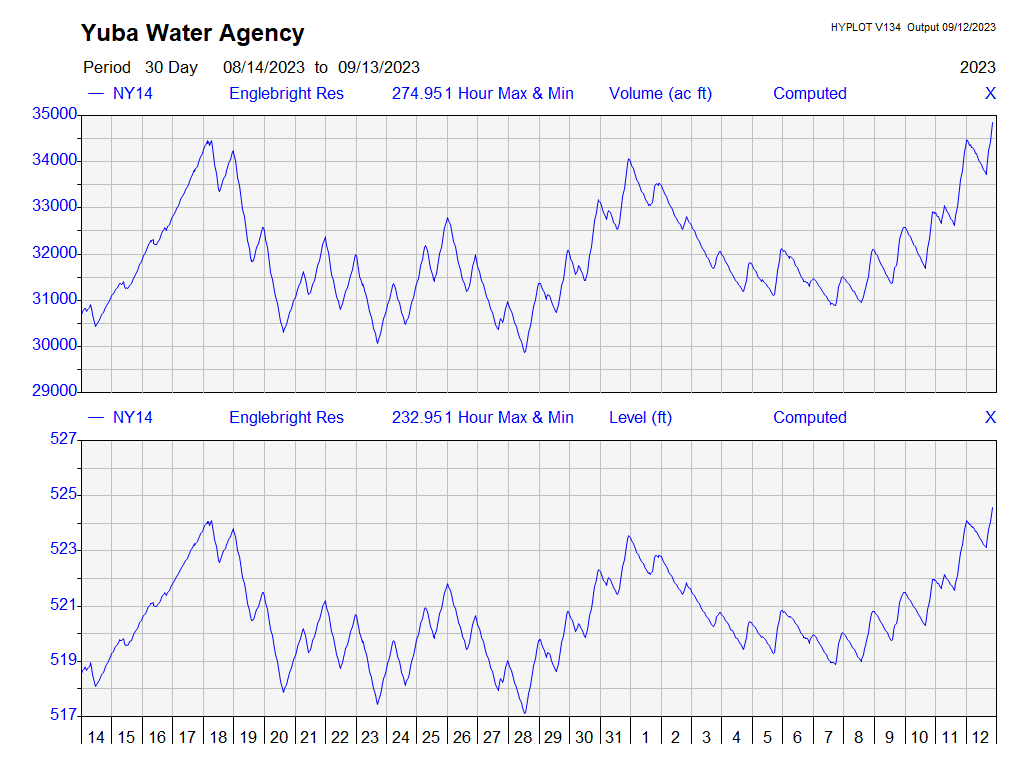 Yuba Water Agency
HYPLOT V134 Output 09/12/2023
Period 30 Day 08/14/2023 to 09/13/2023
2023
NY14 Englebright Res 274.951 Hour Max & Min Volume (ac ft) Computed X
35000
34000
33000
32000
31000
30000
29000
NY14 Englebright Res 232.951 Hour Max & Min Level (ft) Computed X
527
525
523
521
519
517
14 15 16 17 18 19 20 21 22 23 24 25 26 27 28 29 30 31 1 2 3 4 5 6 7 8 9 10 11 12